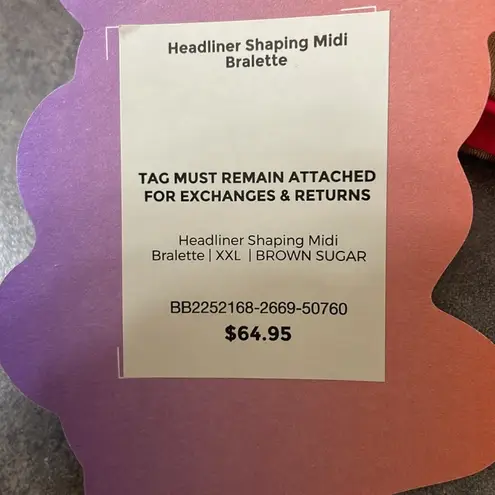 Headliner Shaping Midi
Bralette
TAG MUST REMAIN ATTACHED
FOR EXCHANGES & RETURNS
Headliner Shaping Midi
Bralette | XXL | BROWN SUGAR
BB2252168-2669-50760
$64.95